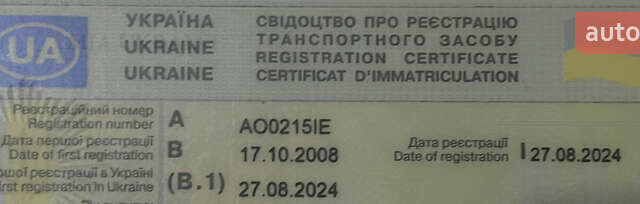 УКРАЇНА СВІДОЦТВО ПРО РЕЄСТРАЦІЮ
UA UKRAINE ТРАНСПОРТНОГО ЗАСОБУ auto
UKRAINE REGISTRATION CERTIFICATE
CERTIFICAT D'IMMATRICULATION
Реєстраційний номер
Registration number A AO0215IE
Дата першої реєстрації
Date of first registration B 17.10.2008
Дата реєстрації
Date of registration I 27.08.2024
реєстрації в Україні
registration in Ukraine (B.1) 27.08.2024